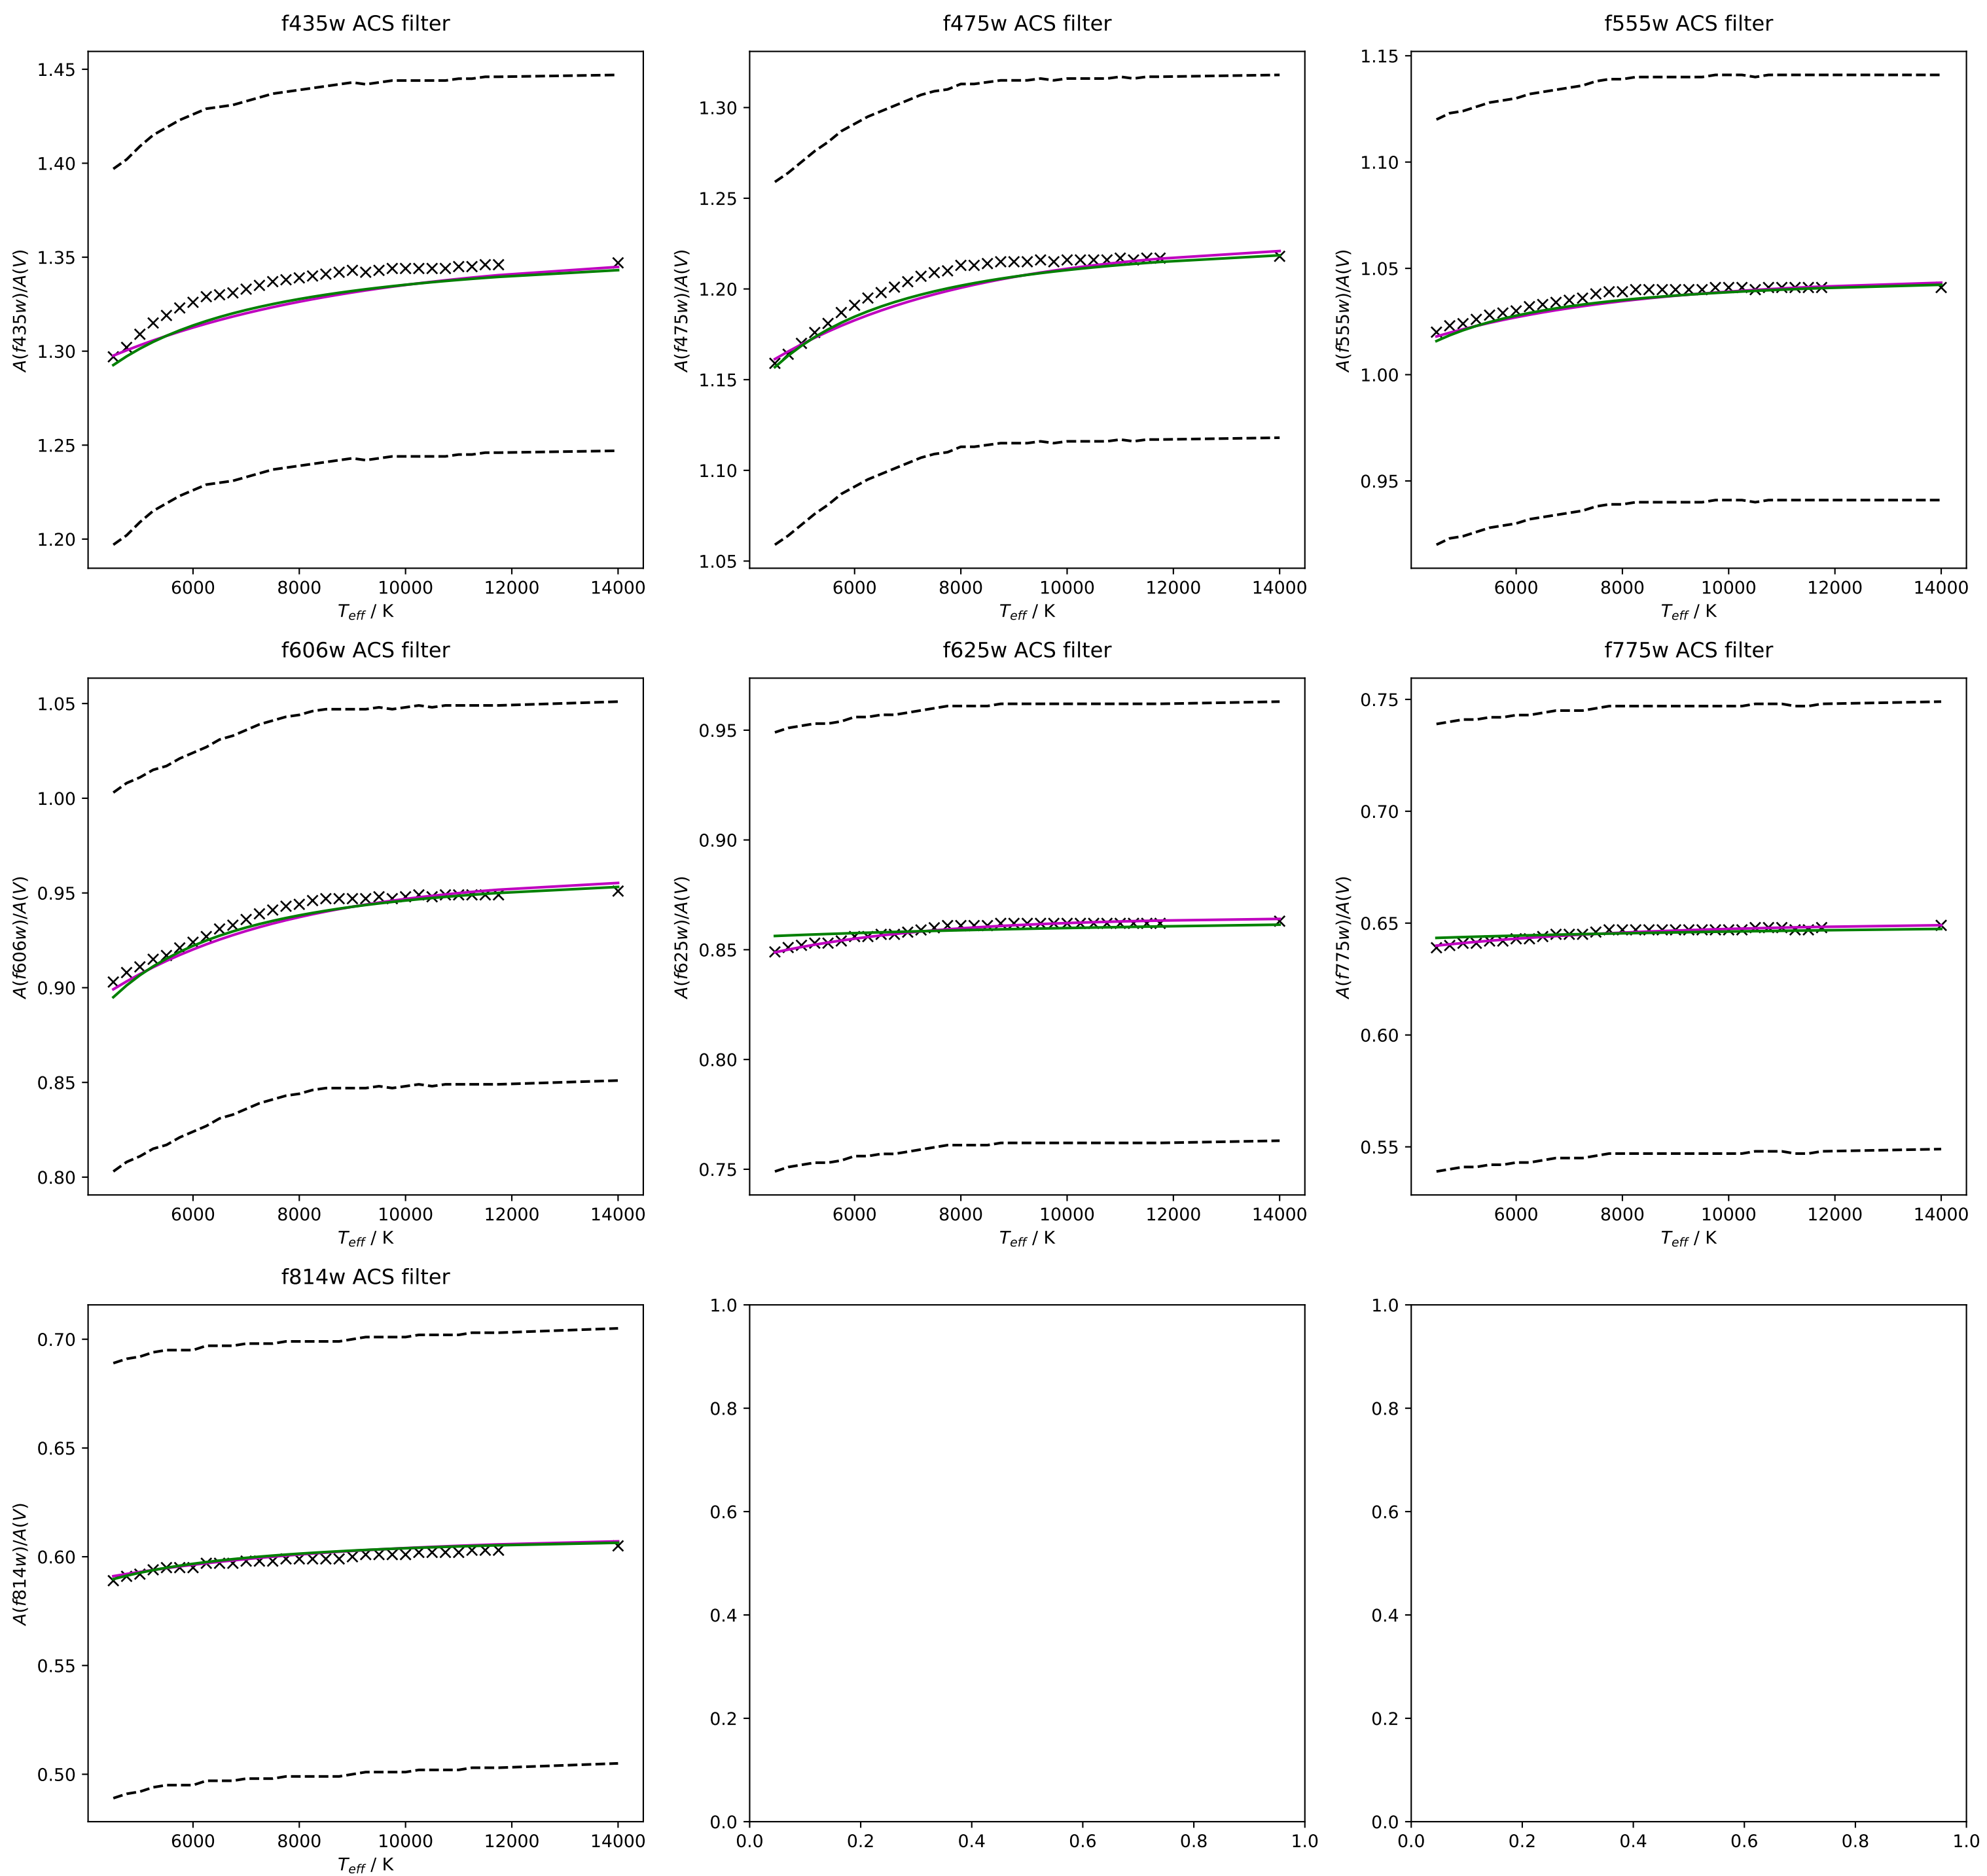 f435w ACS filter
1.45
1.40
1.35
1.30
1.25
1.20
A(f435w)/A(V)
6000 8000 10000 12000 14000
T_eff / K
f475w ACS filter
1.30
1.25
1.20
1.15
1.10
1.05
A(f475w)/A(V)
6000 8000 10000 12000 14000
T_eff / K
f555w ACS filter
1.15
1.10
1.05
1.00
0.95
A(f555w)/A(V)
6000 8000 10000 12000 14000
T_eff / K
f606w ACS filter
1.05
1.00
0.95
0.90
0.85
0.80
A(f606w)/A(V)
6000 8000 10000 12000 14000
T_eff / K
f625w ACS filter
0.95
0.90
0.85
0.80
0.75
A(f625w)/A(V)
6000 8000 10000 12000 14000
T_eff / K
f775w ACS filter
0.75
0.70
0.65
0.60
0.55
A(f775w)/A(V)
6000 8000 10000 12000 14000
T_eff / K
f814w ACS filter
0.70
0.65
0.60
0.55
0.50
A(f814w)/A(V)
6000 8000 10000 12000 14000
T_eff / K
1.0
0.8
0.6
0.4
0.2
0.0
0.0 0.2 0.4 0.6 0.8 1.0
1.0
0.8
0.6
0.4
0.2
0.0
0.0 0.2 0.4 0.6 0.8 1.0